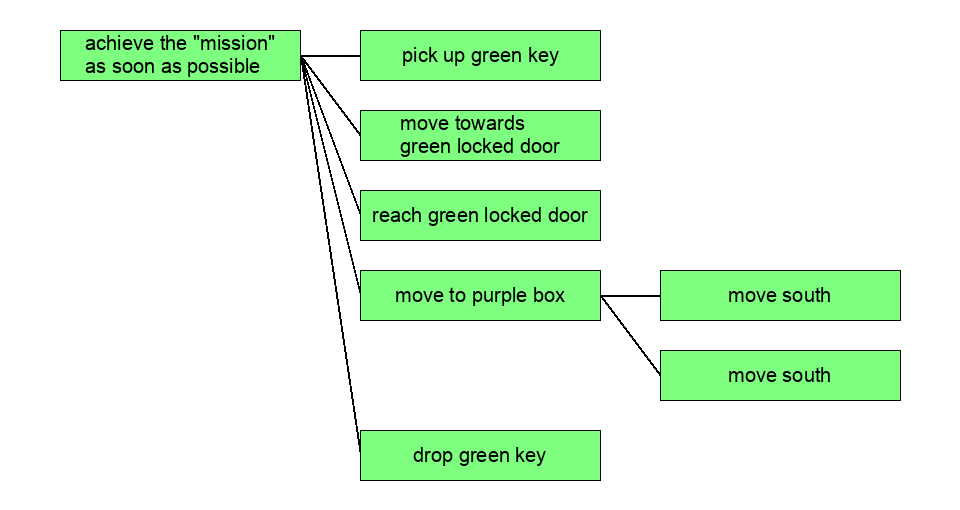 achieve the "mission"
as soon as possible
pick up green key
move towards
green locked door
reach green locked door
move to purple box
move south
move south
drop green key